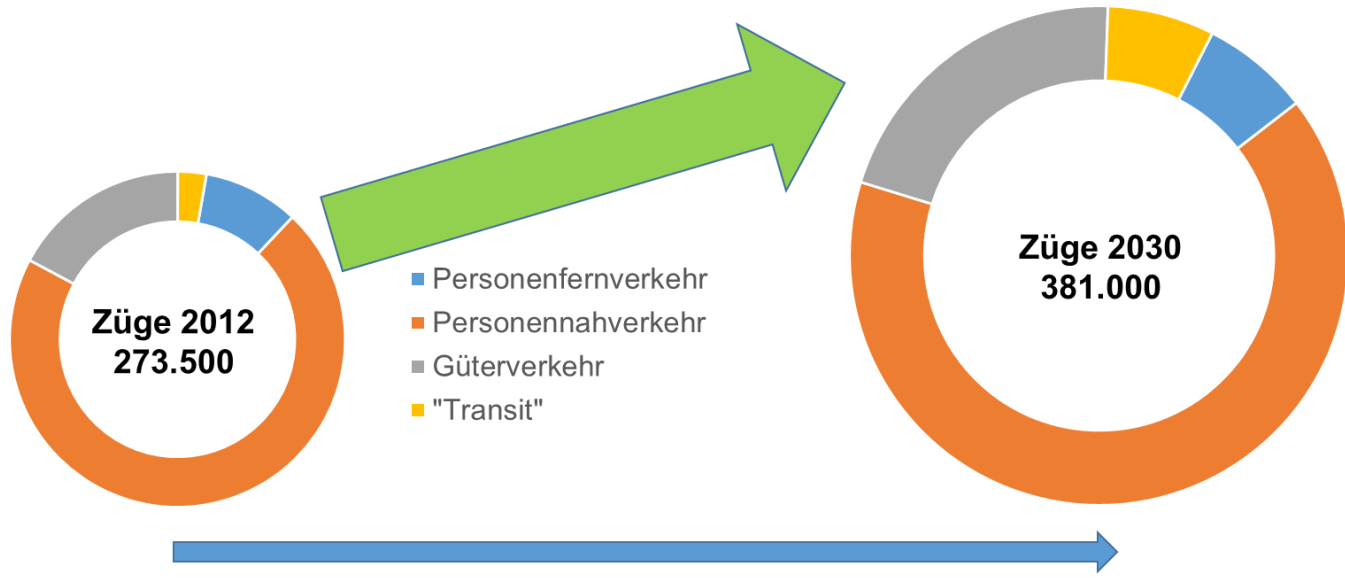 Züge 2012
273.500
Personenfernverkehr
Personennahverkehr
Güterverkehr
"Transit"
Züge 2030
381.000